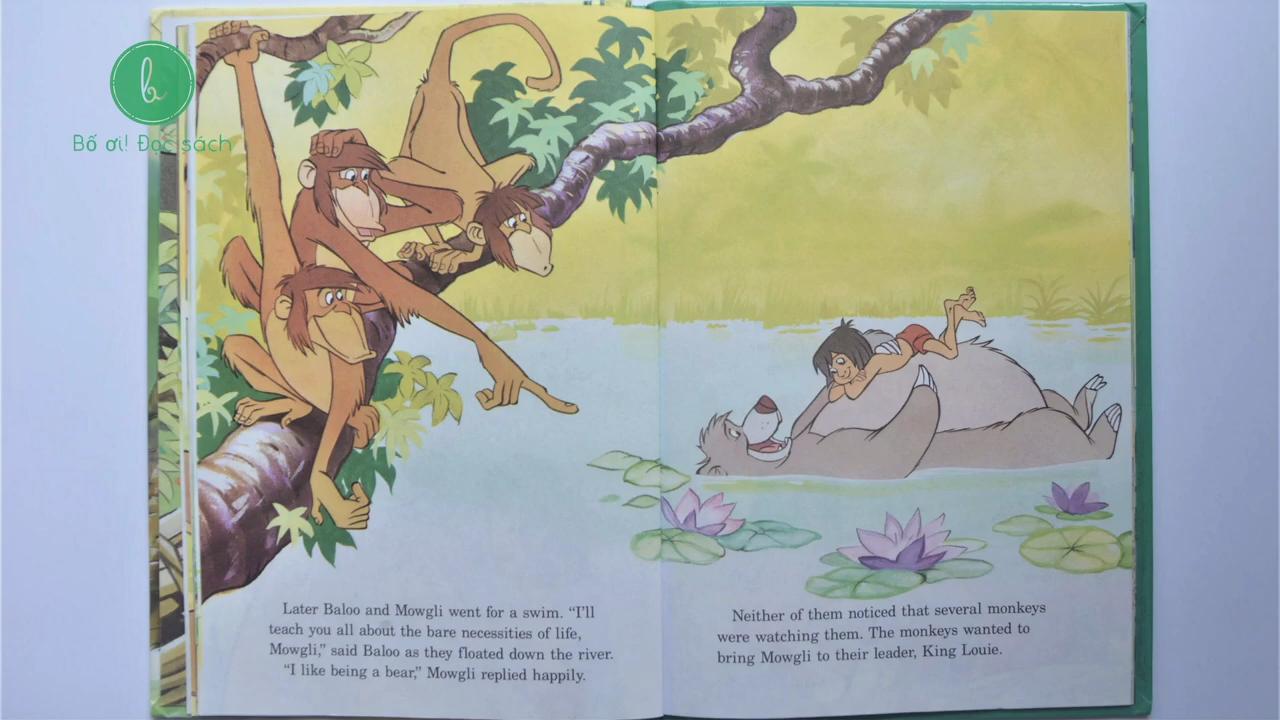 b
Bố ơi! Đọc sách
Later Baloo and Mowgli went for a swim. “I’ll
teach you all about the bare necessities of life,
Mowgli,” said Baloo as they floated down the river.
“I like being a bear,” Mowgli replied happily.
Neither of them noticed that several monkeys
were watching them. The monkeys wanted to
bring Mowgli to their leader, King Louie.